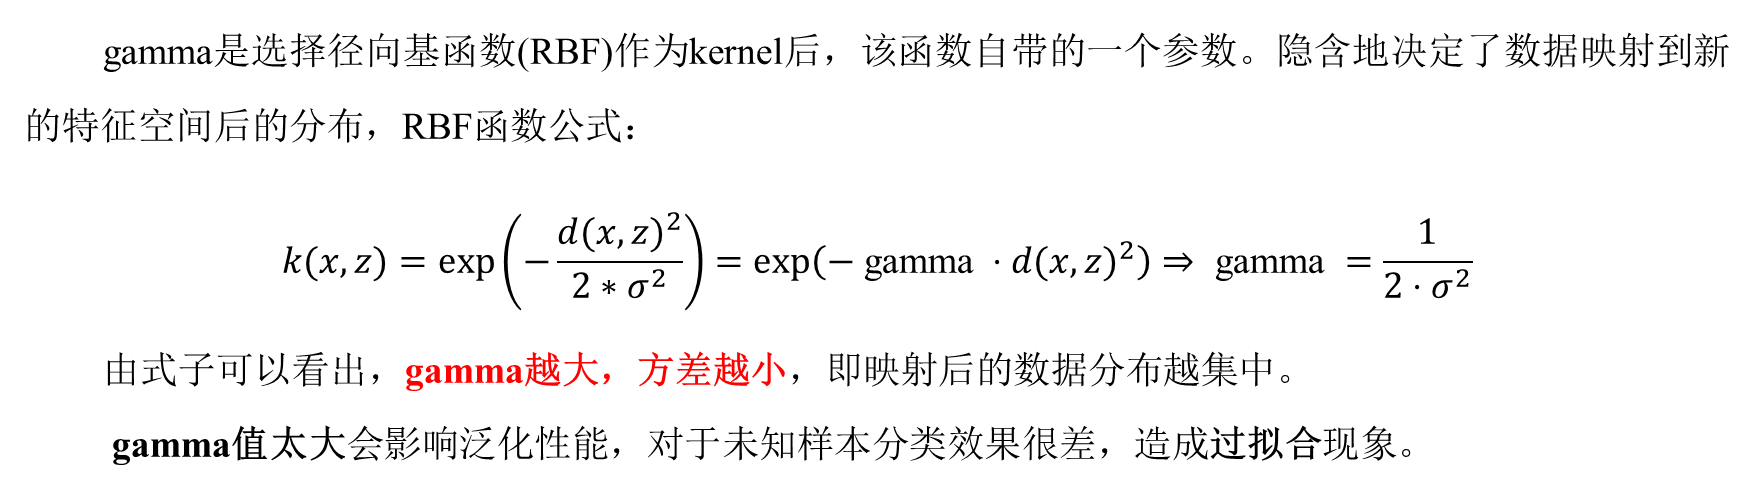 gamma是选择径向基函数(RBF)作为kernel后，该函数自带的一个参数。隐含地决定了数据映射到新
的特征空间后的分布，RBF函数公式：
k(x, z) = exp(−d(x, z)²/(2 ∗ σ²)) = exp(− gamma · d(x, z)²) ⇒ gamma = 1/(2 · σ²)
由式子可以看出，gamma越大，方差越小，即映射后的数据分布越集中。
gamma值太大会影响泛化性能，对于未知样本分类效果很差，造成过拟合现象。